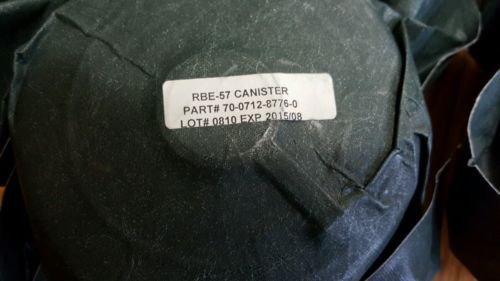 RBE-57 CANISTER
PART# 70-0712-8776-0
LOT# 0810 EXP 2015/08